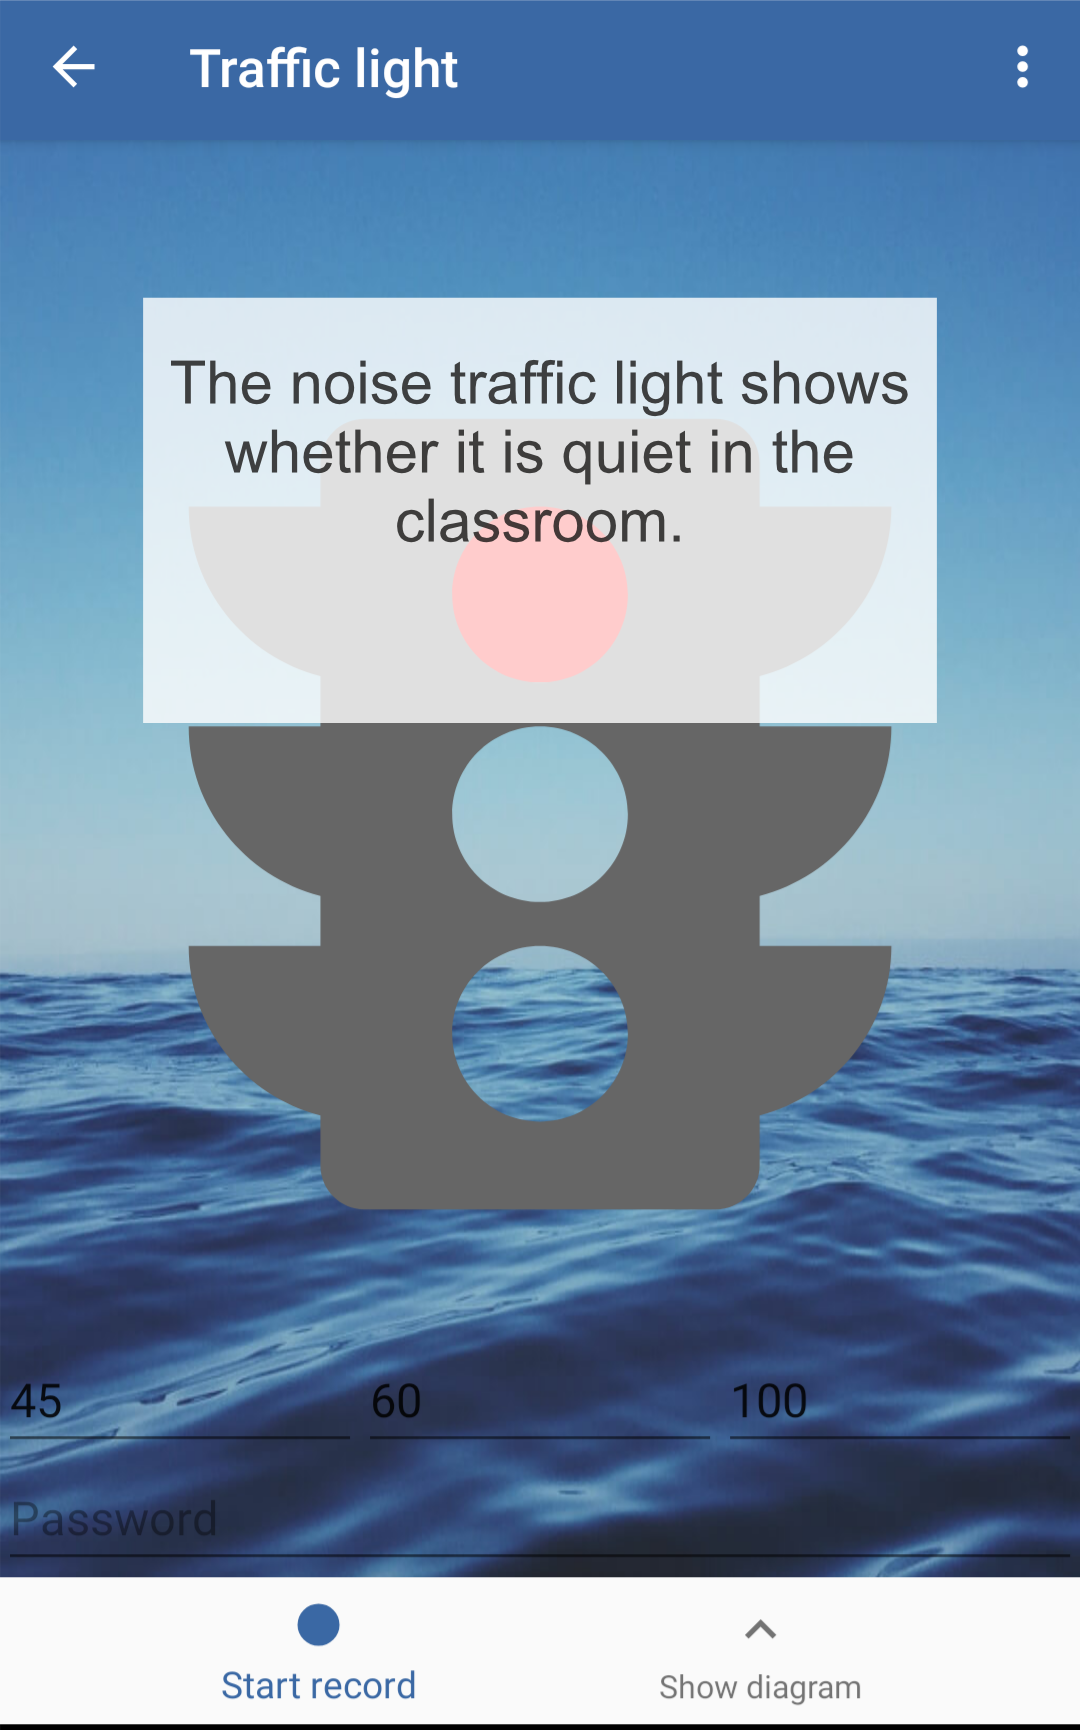 Traffic light
The noise traffic light shows
whether it is quiet in the
classroom.
45 60 100
Password
Start record Show diagram